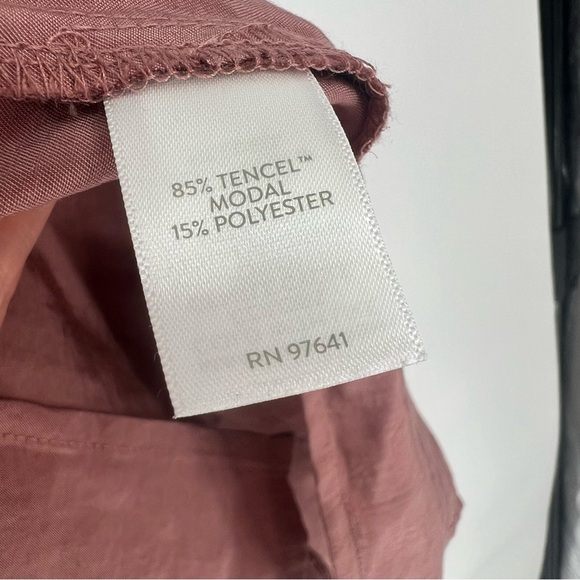 85% TENCEL™
MODAL
15% POLYESTER
RN 97641